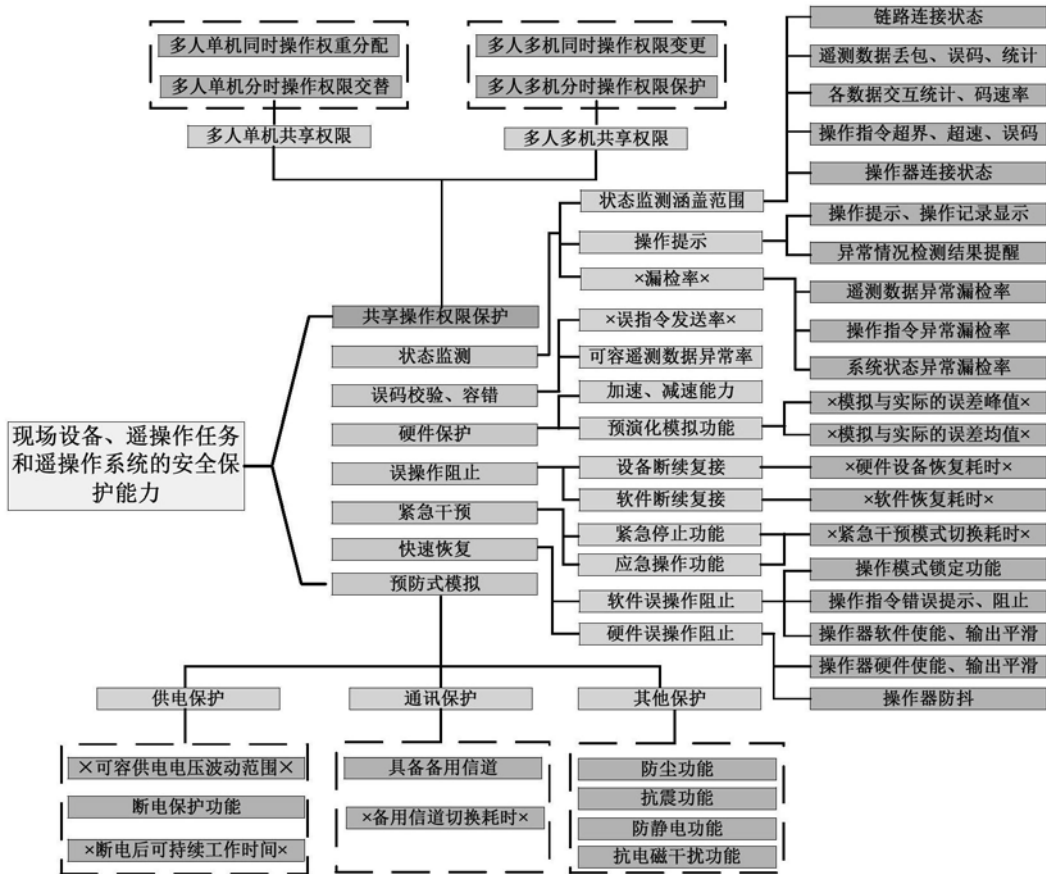 多人单机同时操作权重分配
多人单机分时操作权限交替
多人单机共享权限
多人多机同时操作权限变更
多人多机分时操作权限保护
多人多机共享权限
链路连接状态
遥测数据丢包、误码、统计
各数据交互统计、码速率
操作指令超界、超速、误码
操作器连接状态
状态监测涵盖范围
操作提示
×漏检率×
操作提示、操作记录显示
异常情况检测结果提醒
遥测数据异常漏检率
操作指令异常漏检率
系统状态异常漏检率
共享操作权限保护
状态监测
误码校验、容错
硬件保护
误操作阻止
紧急干预
快速恢复
预防式模拟
×误指令发送率×
可容遥测数据异常率
加速、减速能力
预演化模拟功能
×模拟与实际的误差峰值×
×模拟与实际的误差均值×
现场设备、遥操作任务
和遥操作系统的安全保
护能力
设备断续复接
软件断续复接
×硬件设备恢复耗时×
×软件恢复耗时×
紧急停止功能
应急操作功能
×紧急干预模式切换耗时×
软件误操作阻止
硬件误操作阻止
操作模式锁定功能
操作指令错误提示、阻止
操作器软件使能、输出平滑
操作器硬件使能、输出平滑
操作器防抖
供电保护
通讯保护
其他保护
×可容供电电压波动范围×
断电保护功能
×断电后可持续工作时间×
具备备用信道
×备用信道切换耗时×
防尘功能
抗震功能
防静电功能
抗电磁干扰功能